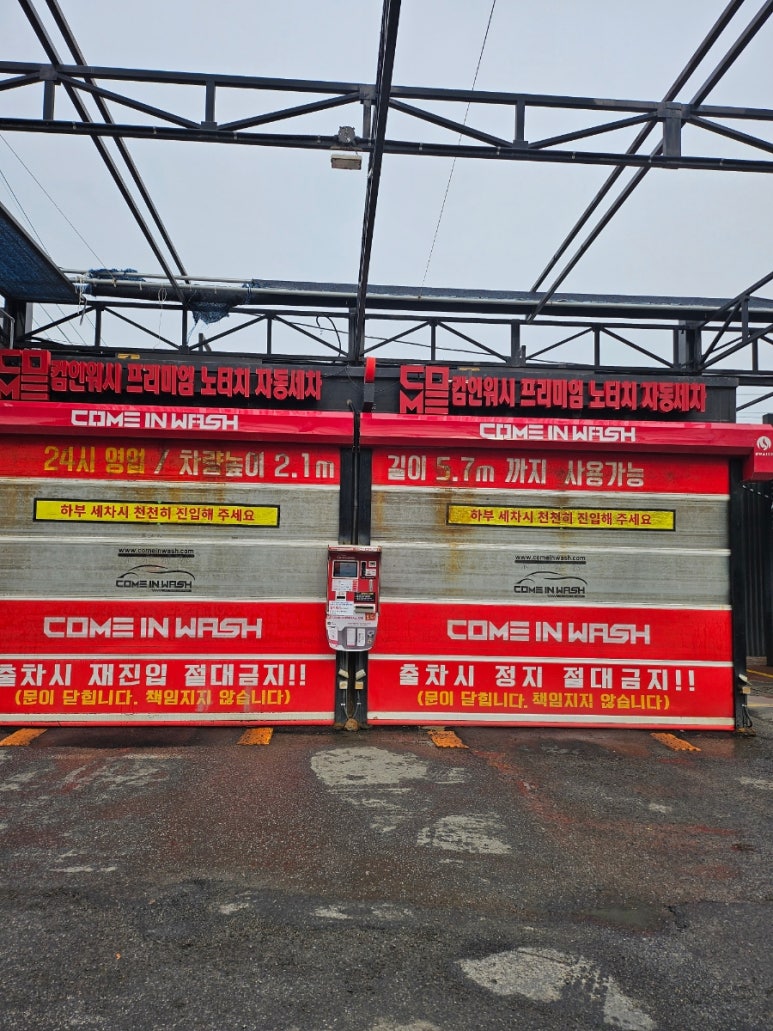 COME 컴인워시 프리미엄 노터치 자동세차
COME IN WASH
24시 영업 / 차량높이 2.1m
하부 세차시 천천히 진입해 주세요
www.comeinwash.com
COME IN WASH
COME IN WASH
출차시 재진입 절대금지!!
(문이 닫힙니다. 책임지지 않습니다)
COME 컴인워시 프리미엄 노터치 자동세차
COME IN WASH
길이 5.7m 까지 사용가능
하부 세차시 천천히 진입해 주세요
www.comeinwash.com
COME IN WASH
COME IN WASH
출차시 정지 절대금지!!
(문이 닫힙니다. 책임지지 않습니다)